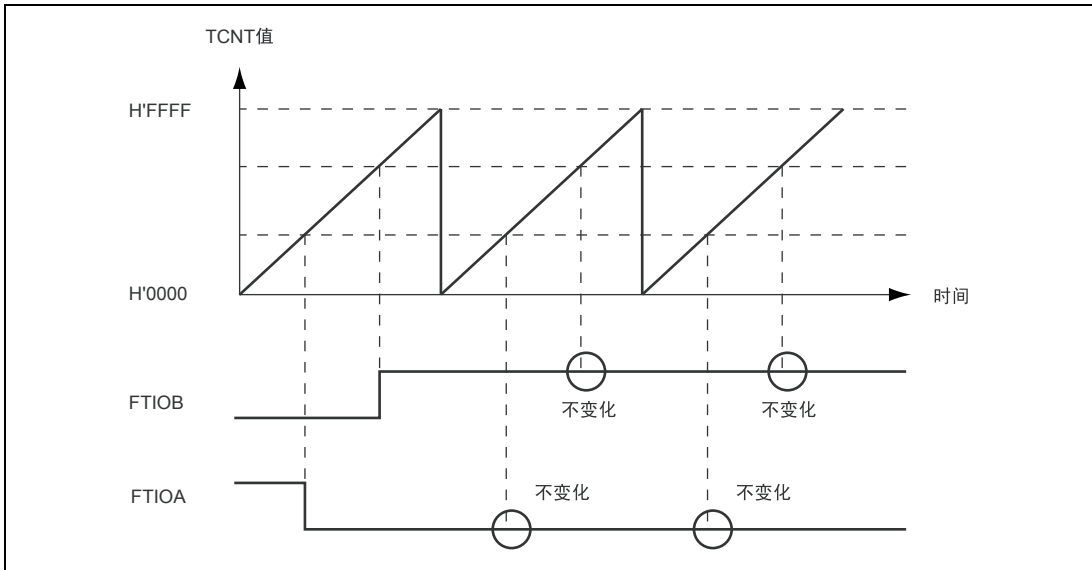 TCNT值
H'FFFF
H'0000
时间
FTIOB
不变化
不变化
FTIOA
不变化
不变化